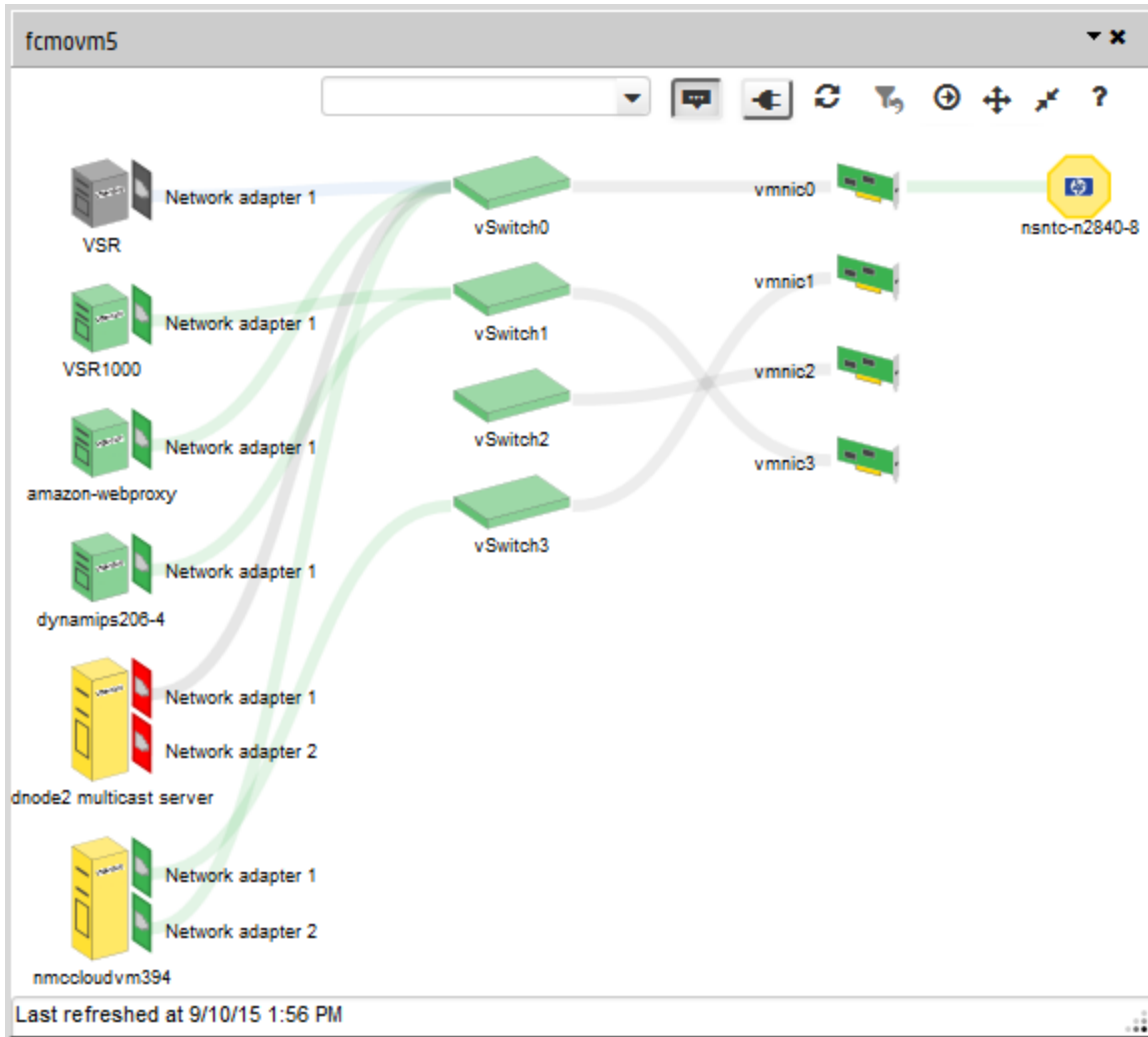 fcmovm5
?
Network adapter 1
VSR
Network adapter 1
VSR1000
Network adapter 1
amazon-webproxy
Network adapter 1
dynamips206-4
Network adapter 1
Network adapter 2
dnode2 multicast server
Network adapter 1
Network adapter 2
nmccloudvm394
vSwitch0
vSwitch1
vSwitch2
vSwitch3
vmnic0
vmnic1
vmnic2
vmnic3
hp
nsntc-n2840-8
Last refreshed at 9/10/15 1:56 PM